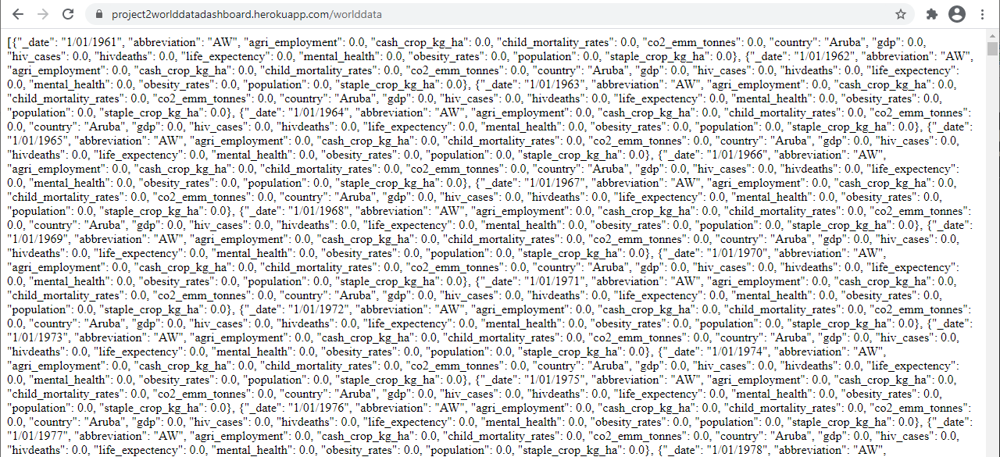 project2worlddatadashboard.herokuapp.com/worlddata
[{"_date": "1/01/1961", "abbreviation": "AW", "agri_employment": 0.0, "cash_crop_kg_ha": 0.0, "child_mortality_rates": 0.0, "co2_emm_tonnes": 0.0, "country": "Aruba", "gdp": 0.0,
"hiv_cases": 0.0, "hivdeaths": 0.0, "life_expectency": 0.0, "mental_health": 0.0, "obesity_rates": 0.0, "population": 0.0, "staple_crop_kg_ha": 0.0}, {"_date": "1/01/1962", "abbreviation": "AW",
"agri_employment": 0.0, "cash_crop_kg_ha": 0.0, "child_mortality_rates": 0.0, "co2_emm_tonnes": 0.0, "country": "Aruba", "gdp": 0.0, "hiv_cases": 0.0, "hivdeaths": 0.0, "life_expectency":
0.0, "mental_health": 0.0, "obesity_rates": 0.0, "population": 0.0, "staple_crop_kg_ha": 0.0}, {"_date": "1/01/1963", "abbreviation": "AW", "agri_employment": 0.0, "cash_crop_kg_ha": 0.0,
"child_mortality_rates": 0.0, "co2_emm_tonnes": 0.0, "country": "Aruba", "gdp": 0.0, "hiv_cases": 0.0, "hivdeaths": 0.0, "life_expectency": 0.0, "mental_health": 0.0, "obesity_rates": 0.0,
"population": 0.0, "staple_crop_kg_ha": 0.0}, {"_date": "1/01/1964", "abbreviation": "AW", "agri_employment": 0.0, "cash_crop_kg_ha": 0.0, "child_mortality_rates": 0.0, "co2_emm_tonnes":
0.0, "country": "Aruba", "gdp": 0.0, "hiv_cases": 0.0, "hivdeaths": 0.0, "life_expectency": 0.0, "mental_health": 0.0, "obesity_rates": 0.0, "population": 0.0, "staple_crop_kg_ha": 0.0}, {"_date":
"1/01/1965", "abbreviation": "AW", "agri_employment": 0.0, "cash_crop_kg_ha": 0.0, "child_mortality_rates": 0.0, "co2_emm_tonnes": 0.0, "country": "Aruba", "gdp": 0.0, "hiv_cases": 0.0,
"hivdeaths": 0.0, "life_expectency": 0.0, "mental_health": 0.0, "obesity_rates": 0.0, "population": 0.0, "staple_crop_kg_ha": 0.0}, {"_date": "1/01/1966", "abbreviation": "AW",
"agri_employment": 0.0, "cash_crop_kg_ha": 0.0, "child_mortality_rates": 0.0, "co2_emm_tonnes": 0.0, "country": "Aruba", "gdp": 0.0, "hiv_cases": 0.0, "hivdeaths": 0.0, "life_expectency":
0.0, "mental_health": 0.0, "obesity_rates": 0.0, "population": 0.0, "staple_crop_kg_ha": 0.0}, {"_date": "1/01/1967", "abbreviation": "AW", "agri_employment": 0.0, "cash_crop_kg_ha": 0.0,
"child_mortality_rates": 0.0, "co2_emm_tonnes": 0.0, "country": "Aruba", "gdp": 0.0, "hiv_cases": 0.0, "hivdeaths": 0.0, "life_expectency": 0.0, "mental_health": 0.0, "obesity_rates": 0.0,
"population": 0.0, "staple_crop_kg_ha": 0.0}, {"_date": "1/01/1968", "abbreviation": "AW", "agri_employment": 0.0, "cash_crop_kg_ha": 0.0, "child_mortality_rates": 0.0, "co2_emm_tonnes":
0.0, "country": "Aruba", "gdp": 0.0, "hiv_cases": 0.0, "hivdeaths": 0.0, "life_expectency": 0.0, "mental_health": 0.0, "obesity_rates": 0.0, "population": 0.0, "staple_crop_kg_ha": 0.0}, {"_date":
"1/01/1969", "abbreviation": "AW", "agri_employment": 0.0, "cash_crop_kg_ha": 0.0, "child_mortality_rates": 0.0, "co2_emm_tonnes": 0.0, "country": "Aruba", "gdp": 0.0, "hiv_cases": 0.0,
"hivdeaths": 0.0, "life_expectency": 0.0, "mental_health": 0.0, "obesity_rates": 0.0, "population": 0.0, "staple_crop_kg_ha": 0.0}, {"_date": "1/01/1970", "abbreviation": "AW",
"agri_employment": 0.0, "cash_crop_kg_ha": 0.0, "child_mortality_rates": 0.0, "co2_emm_tonnes": 0.0, "country": "Aruba", "gdp": 0.0, "hiv_cases": 0.0, "hivdeaths": 0.0, "life_expectency":
0.0, "mental_health": 0.0, "obesity_rates": 0.0, "population": 0.0, "staple_crop_kg_ha": 0.0}, {"_date": "1/01/1971", "abbreviation": "AW", "agri_employment": 0.0, "cash_crop_kg_ha": 0.0,
"child_mortality_rates": 0.0, "co2_emm_tonnes": 0.0, "country": "Aruba", "gdp": 0.0, "hiv_cases": 0.0, "hivdeaths": 0.0, "life_expectency": 0.0, "mental_health": 0.0, "obesity_rates": 0.0,
"population": 0.0, "staple_crop_kg_ha": 0.0}, {"_date": "1/01/1972", "abbreviation": "AW", "agri_employment": 0.0, "cash_crop_kg_ha": 0.0, "child_mortality_rates": 0.0, "co2_emm_tonnes":
0.0, "country": "Aruba", "gdp": 0.0, "hiv_cases": 0.0, "hivdeaths": 0.0, "life_expectency": 0.0, "mental_health": 0.0, "obesity_rates": 0.0, "population": 0.0, "staple_crop_kg_ha": 0.0}, {"_date":
"1/01/1973", "abbreviation": "AW", "agri_employment": 0.0, "cash_crop_kg_ha": 0.0, "child_mortality_rates": 0.0, "co2_emm_tonnes": 0.0, "country": "Aruba", "gdp": 0.0, "hiv_cases": 0.0,
"hivdeaths": 0.0, "life_expectency": 0.0, "mental_health": 0.0, "obesity_rates": 0.0, "population": 0.0, "staple_crop_kg_ha": 0.0}, {"_date": "1/01/1974", "abbreviation": "AW",
"agri_employment": 0.0, "cash_crop_kg_ha": 0.0, "child_mortality_rates": 0.0, "co2_emm_tonnes": 0.0, "country": "Aruba", "gdp": 0.0, "hiv_cases": 0.0, "hivdeaths": 0.0, "life_expectency":
0.0, "mental_health": 0.0, "obesity_rates": 0.0, "population": 0.0, "staple_crop_kg_ha": 0.0}, {"_date": "1/01/1975", "abbreviation": "AW", "agri_employment": 0.0, "cash_crop_kg_ha": 0.0,
"child_mortality_rates": 0.0, "co2_emm_tonnes": 0.0, "country": "Aruba", "gdp": 0.0, "hiv_cases": 0.0, "hivdeaths": 0.0, "life_expectency": 0.0, "mental_health": 0.0, "obesity_rates": 0.0,
"population": 0.0, "staple_crop_kg_ha": 0.0}, {"_date": "1/01/1976", "abbreviation": "AW", "agri_employment": 0.0, "cash_crop_kg_ha": 0.0, "child_mortality_rates": 0.0, "co2_emm_tonnes":
0.0, "country": "Aruba", "gdp": 0.0, "hiv_cases": 0.0, "hivdeaths": 0.0, "life_expectency": 0.0, "mental_health": 0.0, "obesity_rates": 0.0, "population": 0.0, "staple_crop_kg_ha": 0.0}, {"_date":
"1/01/1977", "abbreviation": "AW", "agri_employment": 0.0, "cash_crop_kg_ha": 0.0, "child_mortality_rates": 0.0, "co2_emm_tonnes": 0.0, "country": "Aruba", "gdp": 0.0, "hiv_cases": 0.0,
"hivdeaths": 0.0, "life_expectency": 0.0, "mental_health": 0.0, "obesity_rates": 0.0, "population": 0.0, "staple_crop_kg_ha": 0.0}, {"_date": "1/01/1978", "abbreviation": "AW",